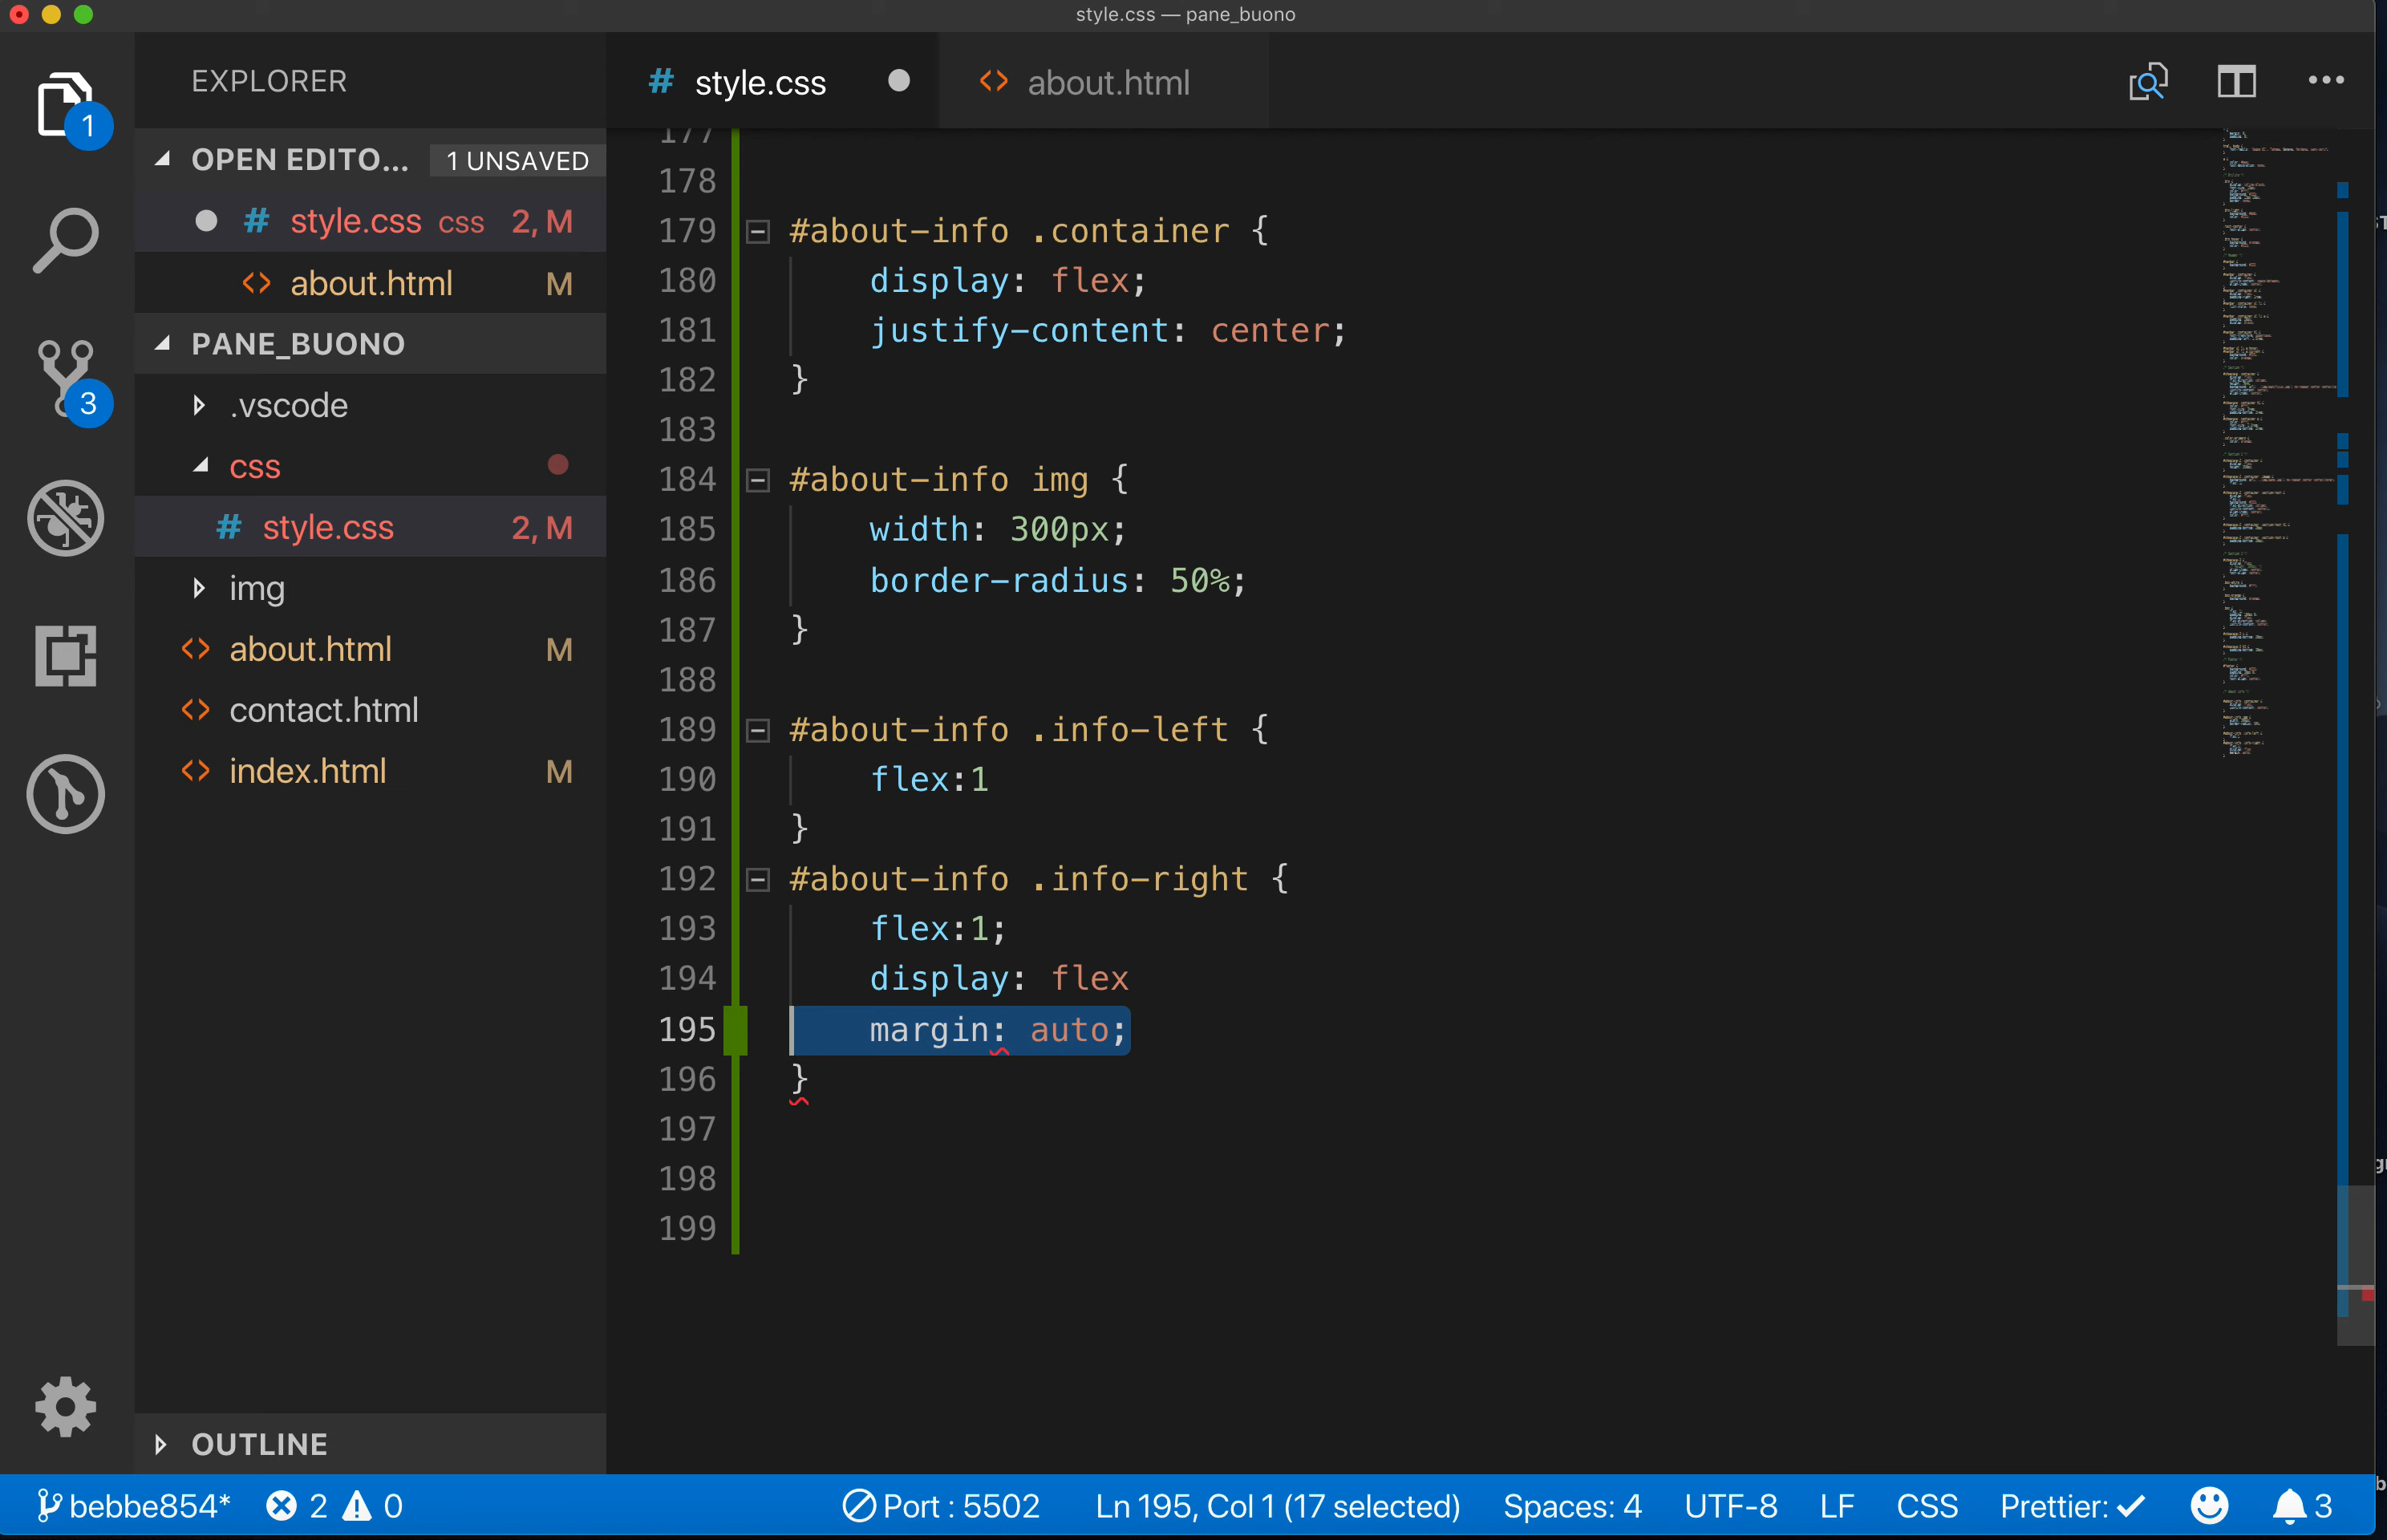 style.css — pane_buono
EXPLORER
# style.css
<> about.html
1
OPEN EDITO... 1 UNSAVED
# style.css css 2, M
<> about.html M
PANE_BUONO
.vscode
3
css
# style.css 2, M
img
<> about.html M
<> contact.html
<> index.html M
OUTLINE
177
178
179 #about-info .container {
180 display: flex;
181 justify-content: center;
182 }
183
184 #about-info img {
185 width: 300px;
186 border-radius: 50%;
187 }
188
189 #about-info .info-left {
190 flex:1
191 }
192 #about-info .info-right {
193 flex:1;
194 display: flex
195 margin: auto;
196 }
197
198
199
bebbe854* 2 0 Port : 5502 Ln 195, Col 1 (17 selected) Spaces: 4 UTF-8 LF CSS Prettier: ✓ 3